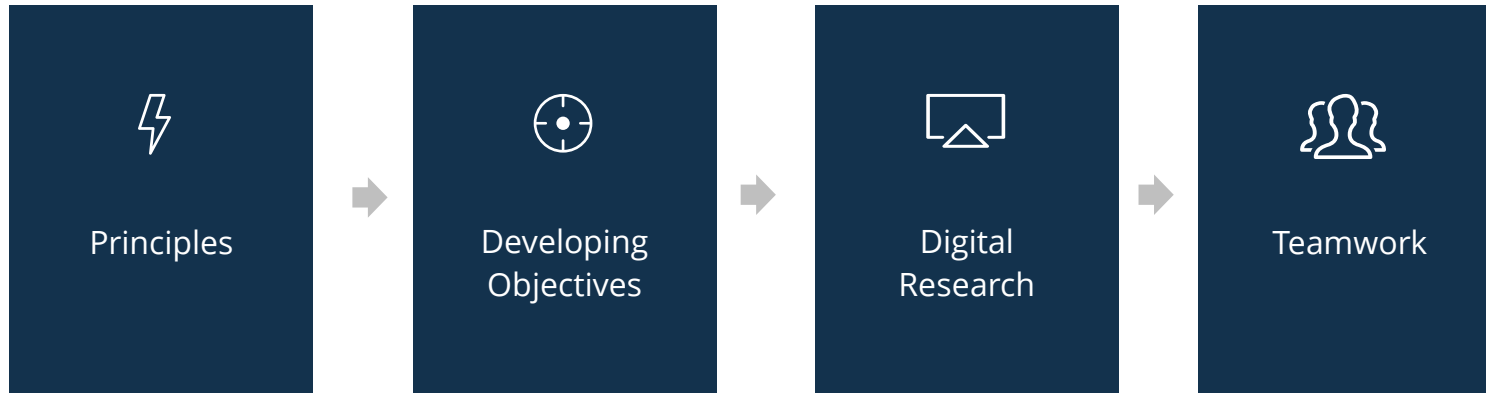 Principles
Developing
Objectives
Digital
Research
Teamwork